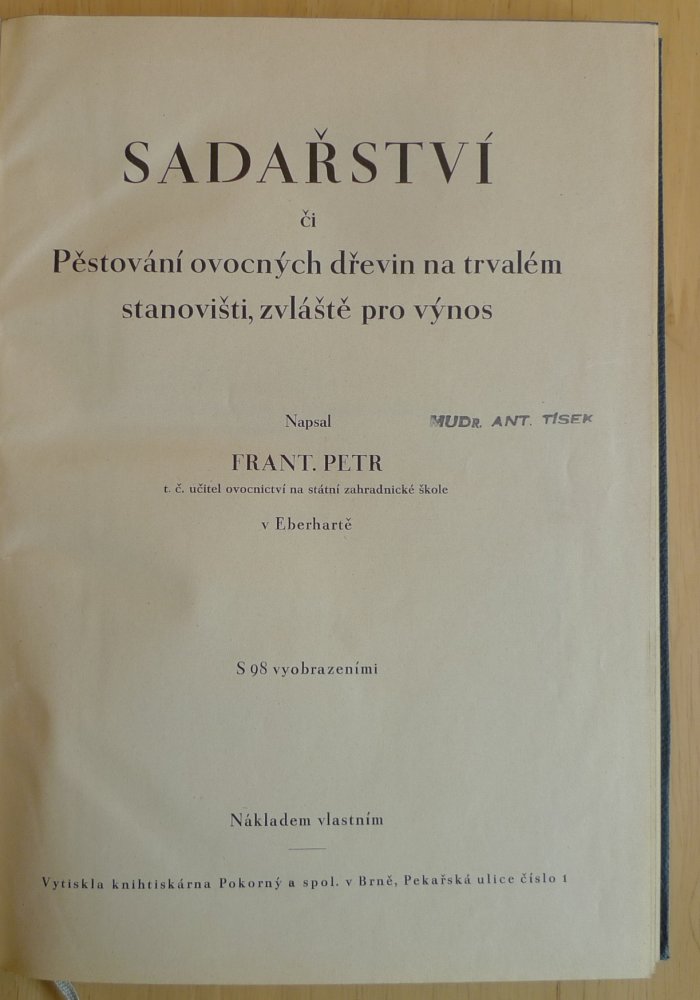 SADAŘSTVÍ
či
Pěstování ovocných dřevin na trvalém
stanovišti, zvláště pro výnos
Napsal
MUDR. ANT. TÍSEK
FRANT. PETR
t. č. učitel ovocnictví na státní zahradnické škole
v Eberhartě
S 98 vyobrazeními
Nákladem vlastním
Vytiskla knihtiskárna Pokorný a spol. v Brně, Pekařská ulice číslo 1